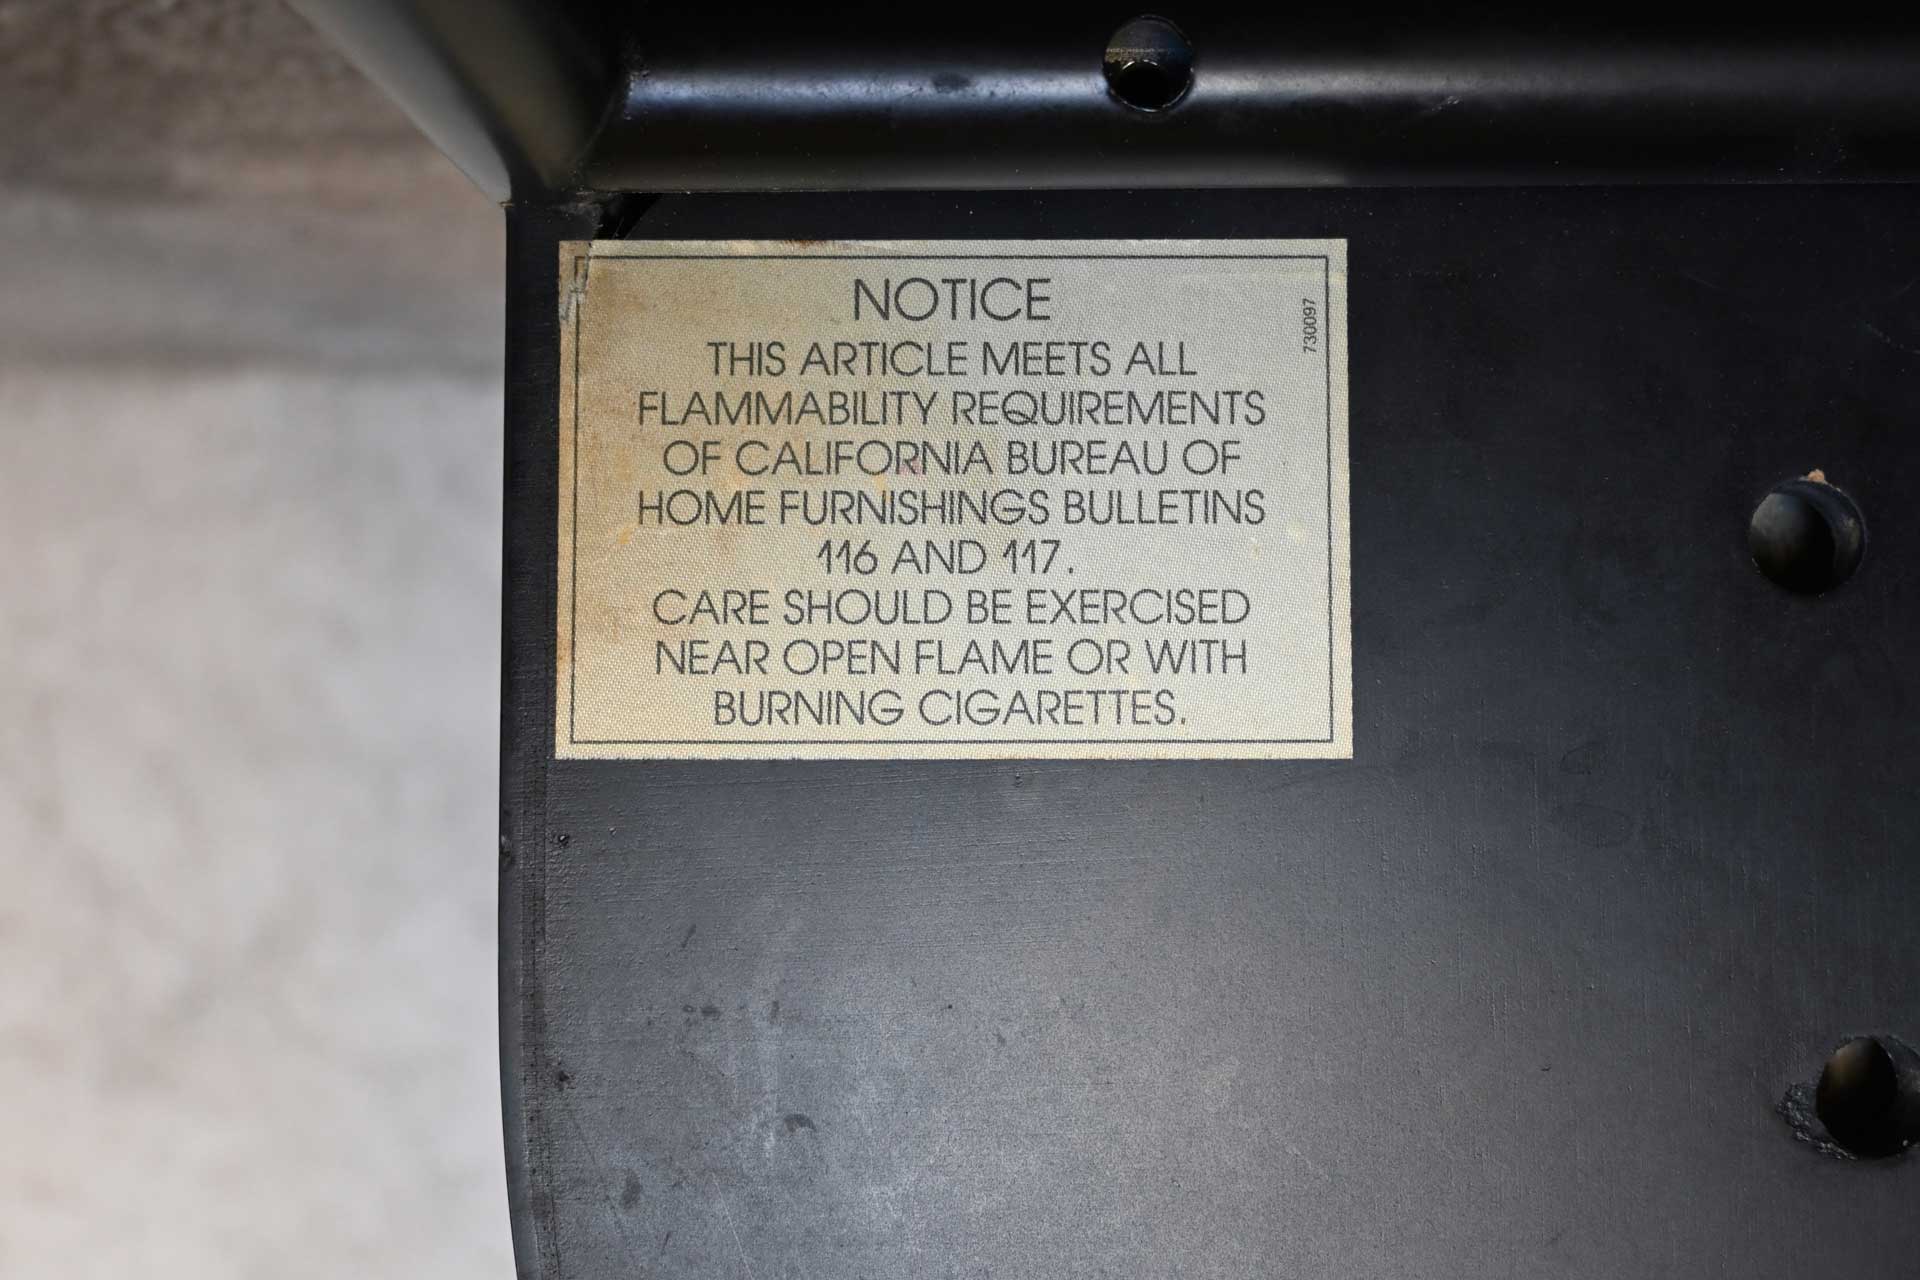 NOTICE
THIS ARTICLE MEETS ALL
FLAMMABILITY REQUIREMENTS
OF CALIFORNIA BUREAU OF
HOME FURNISHINGS BULLETINS
116 AND 117.
CARE SHOULD BE EXERCISED
NEAR OPEN FLAME OR WITH
BURNING CIGARETTES.
730097